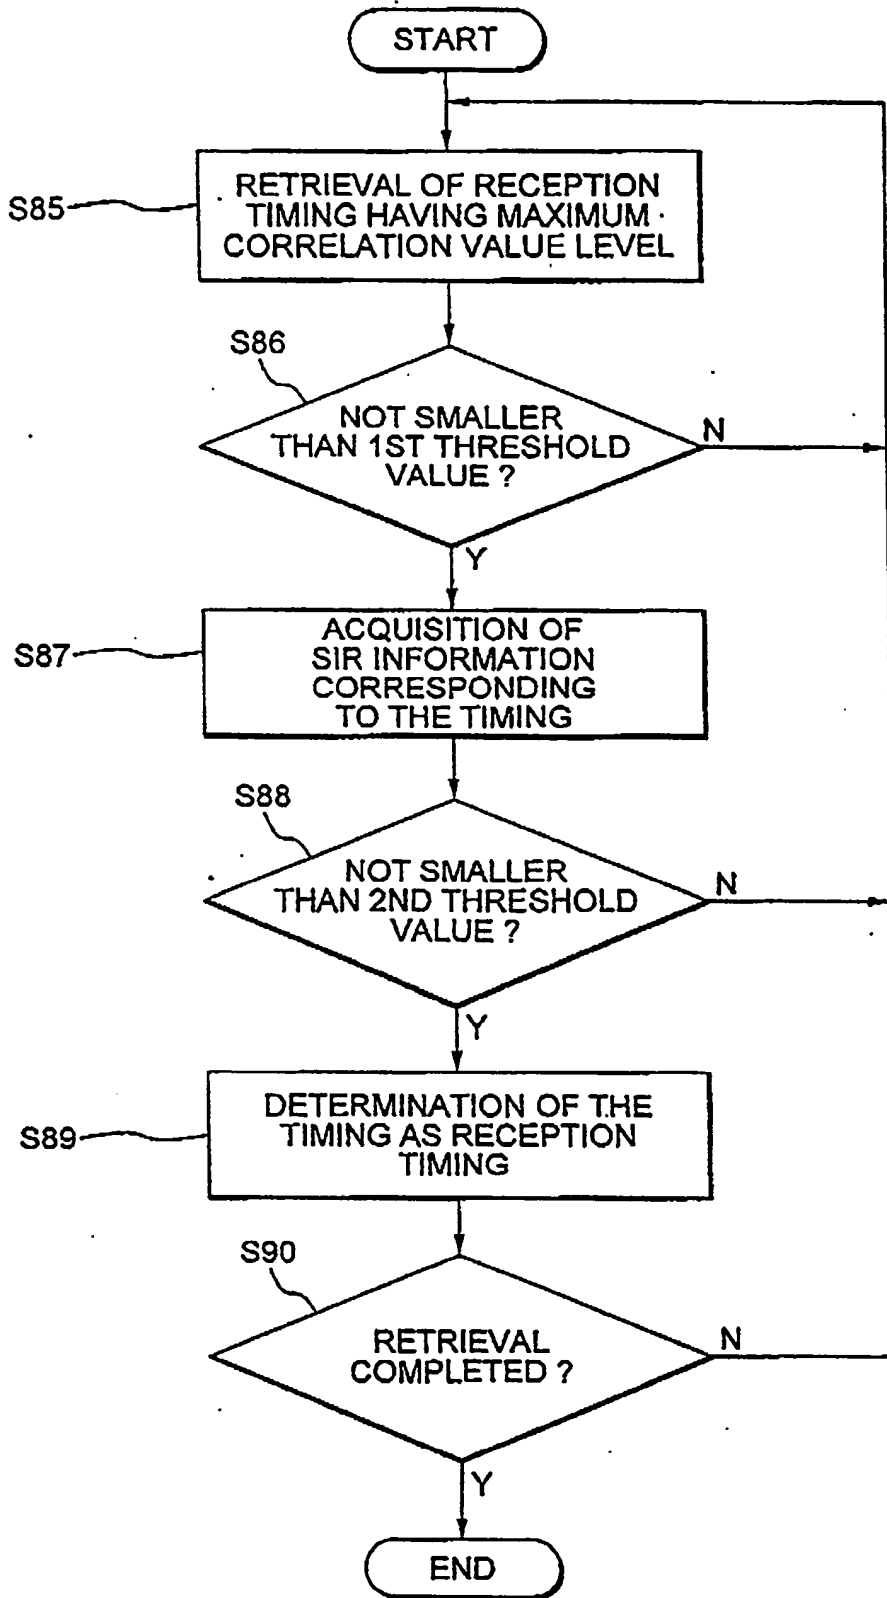 START
S85
RETRIEVAL OF RECEPTION
TIMING HAVING MAXIMUM
CORRELATION VALUE LEVEL
S86
NOT SMALLER
THAN 1ST THRESHOLD
VALUE ?
N
Y
S87
ACQUISITION OF
SIR INFORMATION
CORRESPONDING
TO THE TIMING
S88
NOT SMALLER
THAN 2ND THRESHOLD
VALUE ?
N
Y
S89
DETERMINATION OF THE
TIMING AS RECEPTION
TIMING
S90
RETRIEVAL
COMPLETED ?
N
Y
END